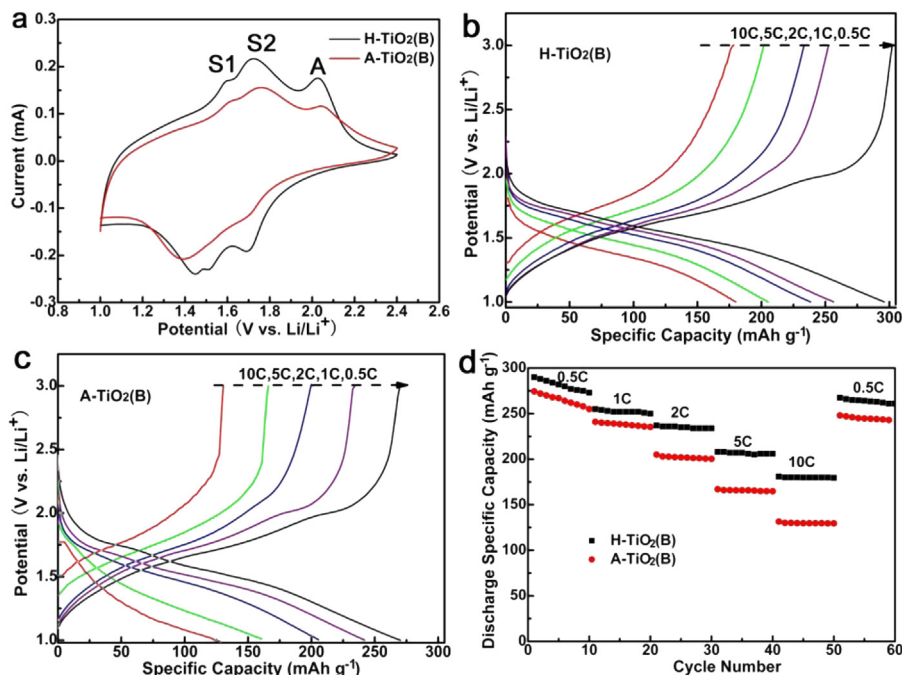 a
S1
S2
A
H-TiO2(B)
A-TiO2(B)
0.3
0.2
0.1
0.0
-0.1
-0.2
-0.3
Current (mA)
0.8 1.0 1.2 1.4 1.6 1.8 2.0 2.2 2.4 2.6
Potential (V vs. Li/Li+)
b
10C,5C,2C,1C,0.5C
H-TiO2(B)
3.0
2.5
2.0
1.5
1.0
Potential (V vs. Li/Li+)
0 50 100 150 200 250 300
Specific Capacity (mAh g-1)
c
10C,5C,2C,1C,0.5C
A-TiO2(B)
3.0
2.5
2.0
1.5
1.0
Potential (V vs. Li/Li+)
0 50 100 150 200 250 300
Specific Capacity (mAh g-1)
d
0.5C
1C
2C
5C
10C
0.5C
H-TiO2(B)
A-TiO2(B)
300
250
200
150
100
50
0
Discharge Specific Capacity (mAh g-1)
0 10 20 30 40 50 60
Cycle Number